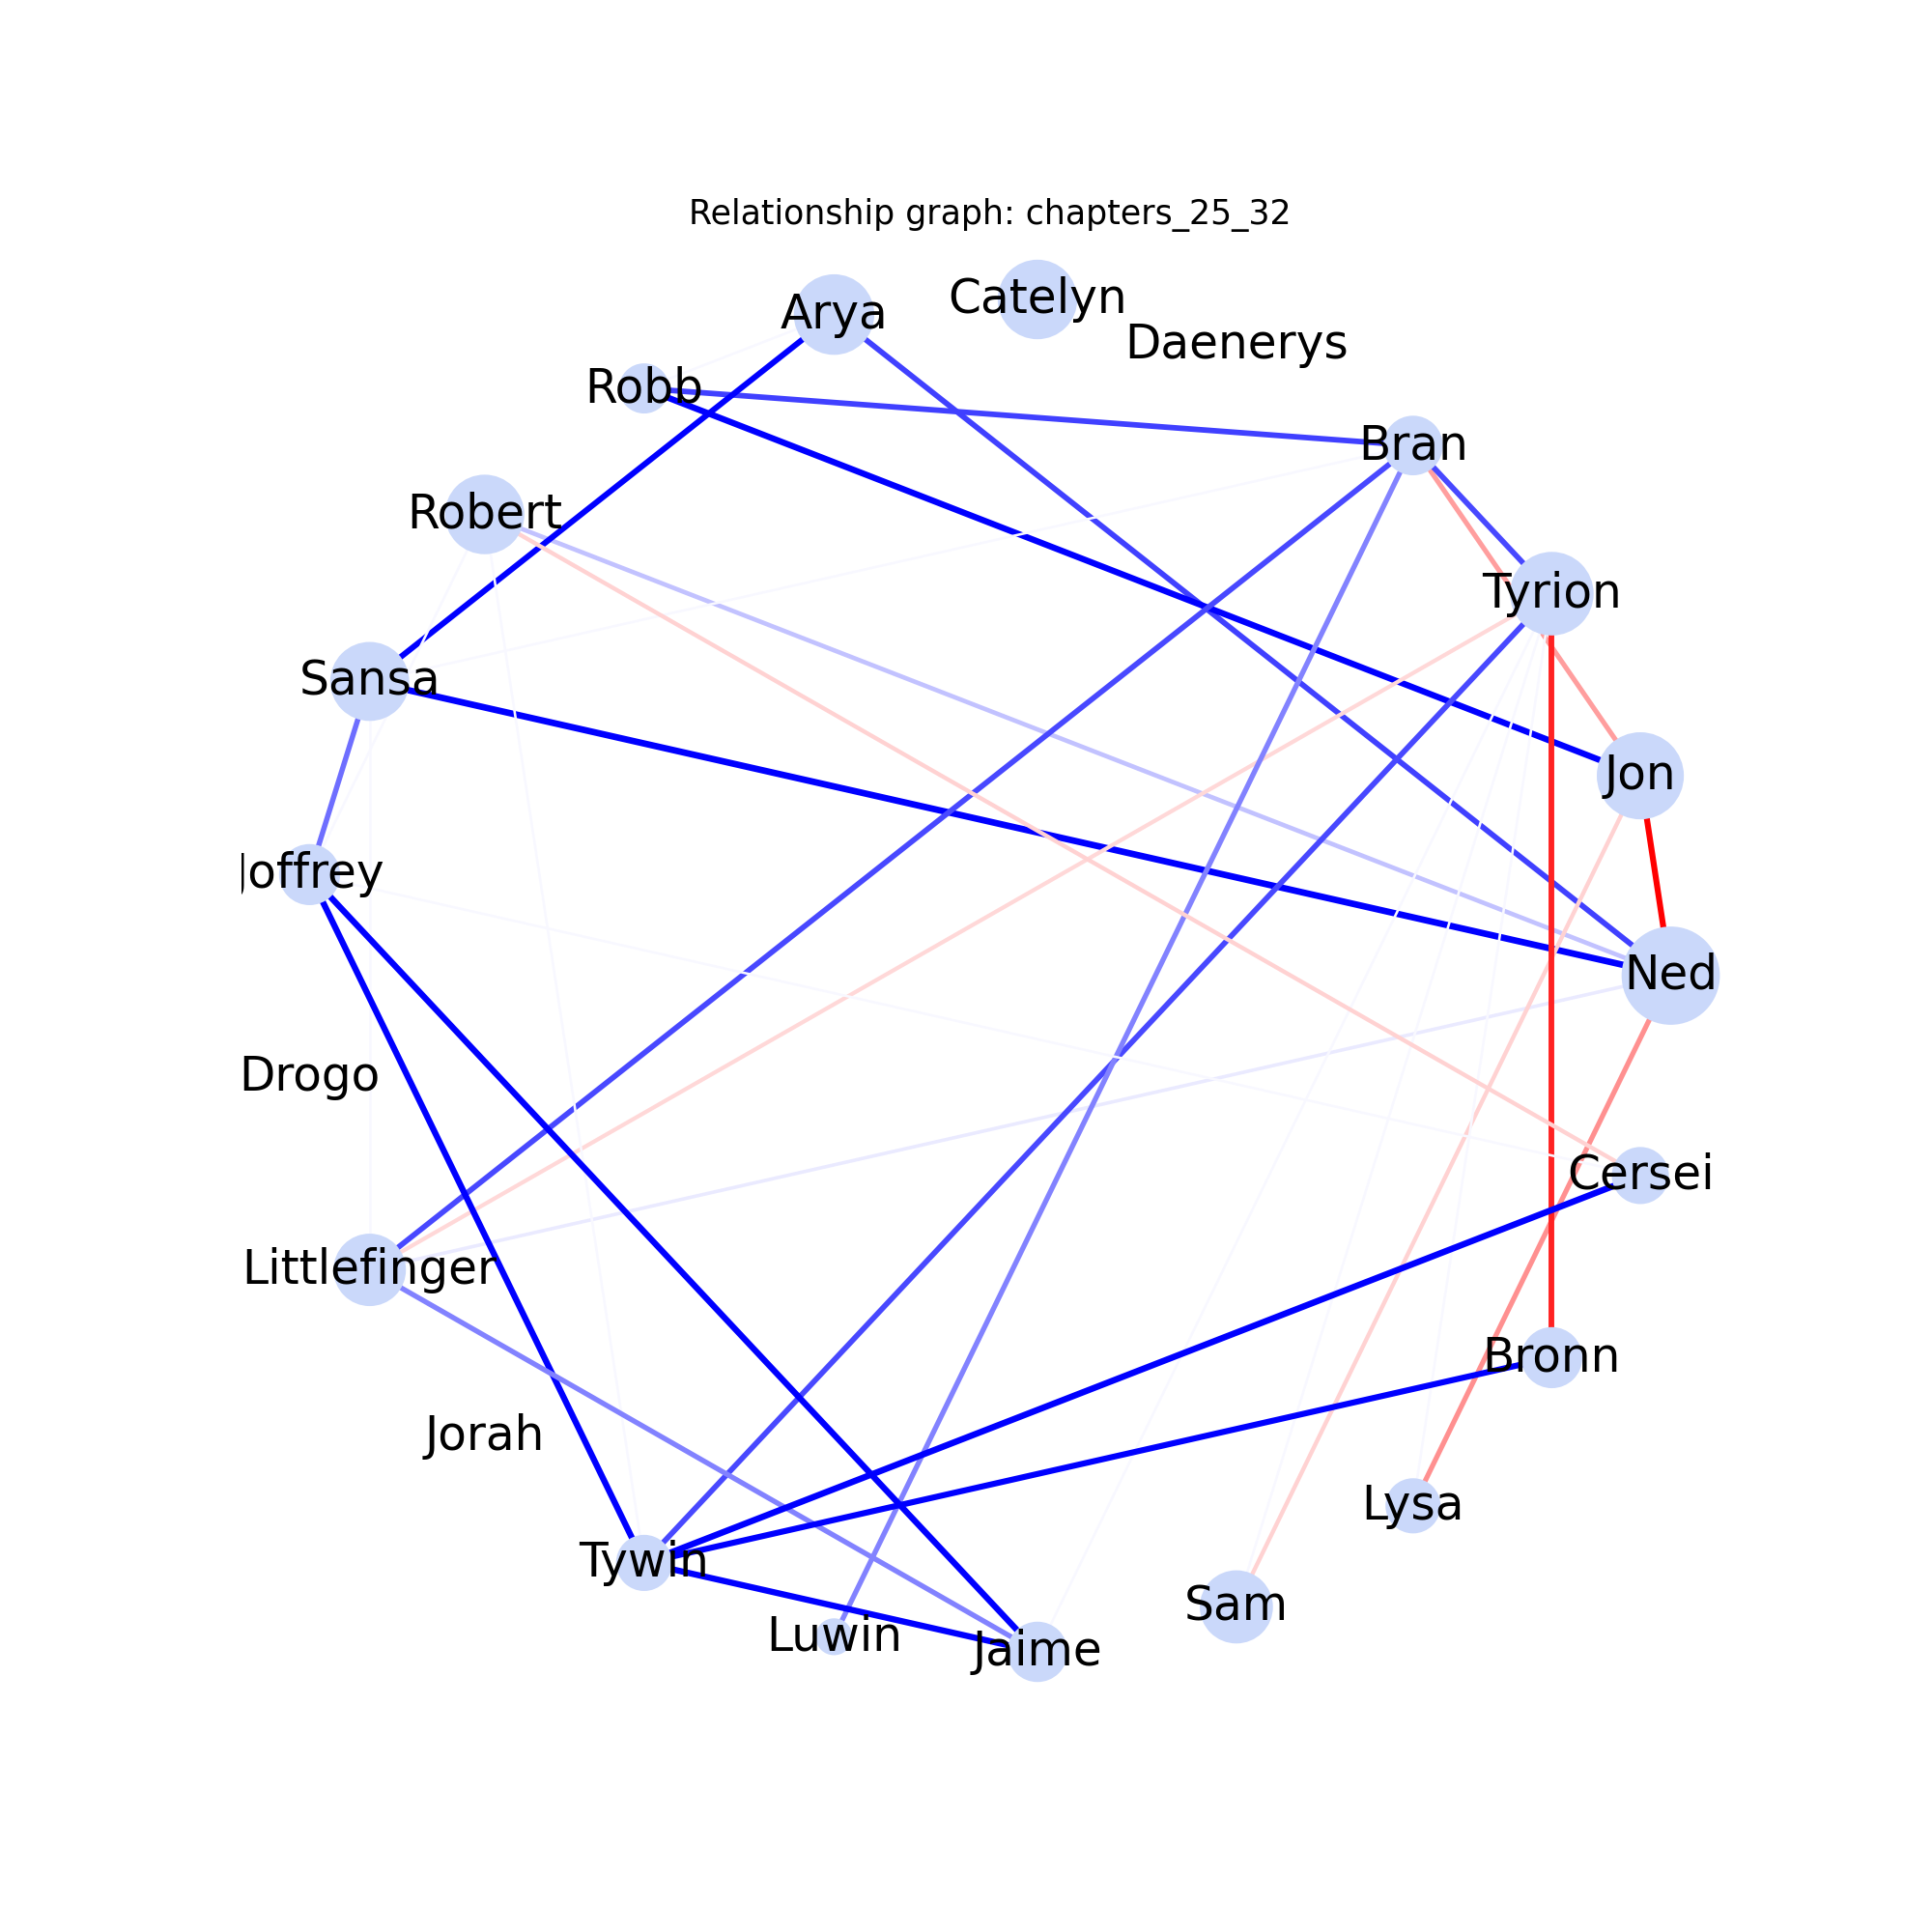 Relationship graph: chapters_25_32
Catelyn
Arya
Daenerys
Robb
Bran
Robert
Tyrion
Sansa
Jon
Joffrey
Ned
Drogo
Cersei
Littlefinger
Bronn
Jorah
Lysa
Tywin
Sam
Luwin
Jaime